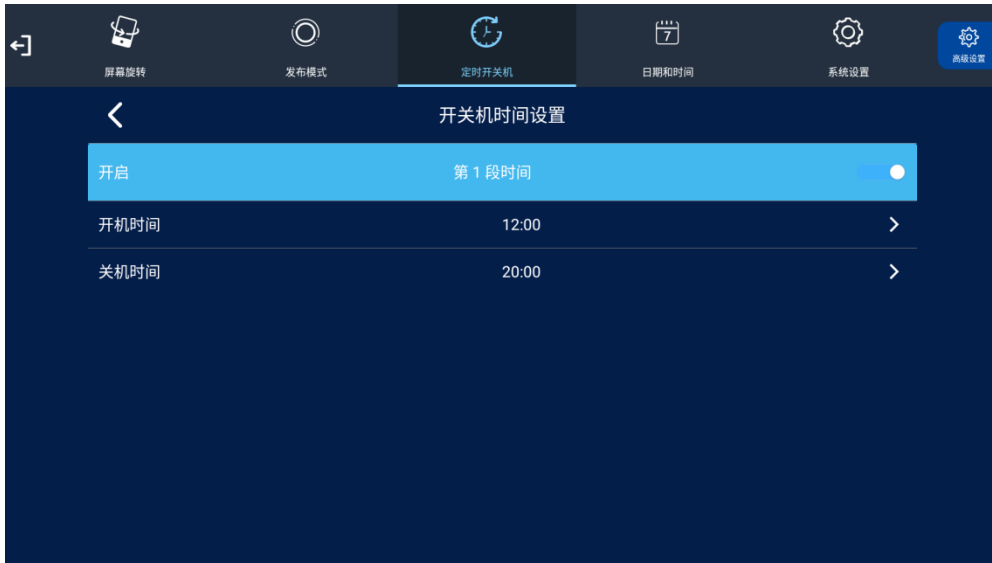 屏幕旋转
发布模式
定时开关机
7
日期和时间
系统设置
高级设置
开关机时间设置
开启 第 1 段时间
开机时间 12:00
关机时间 20:00